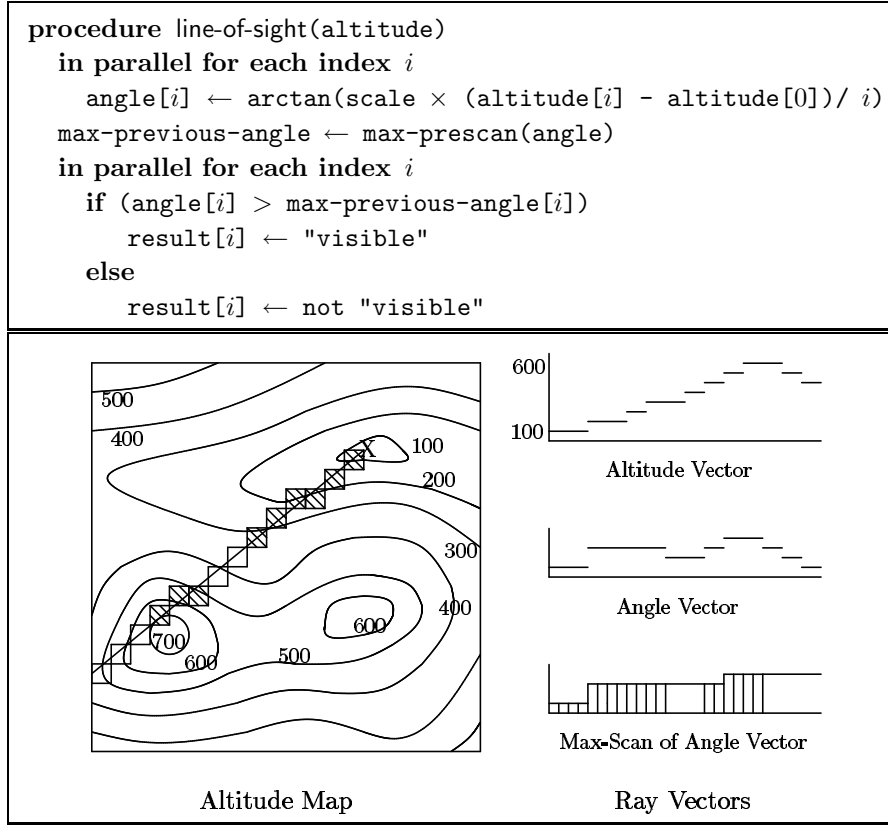 procedure line-of-sight(altitude)
in parallel for each index i
angle[i] ← arctan(scale × (altitude[i] - altitude[0])/ i)
max-previous-angle ← max-prescan(angle)
in parallel for each index i
if (angle[i] > max-previous-angle[i])
result[i] ← "visible"
else
result[i] ← not "visible"
500
400
X
100
200
300
400
600
500
700
600
Altitude Map
600
100
Altitude Vector
Angle Vector
Max-Scan of Angle Vector
Ray Vectors